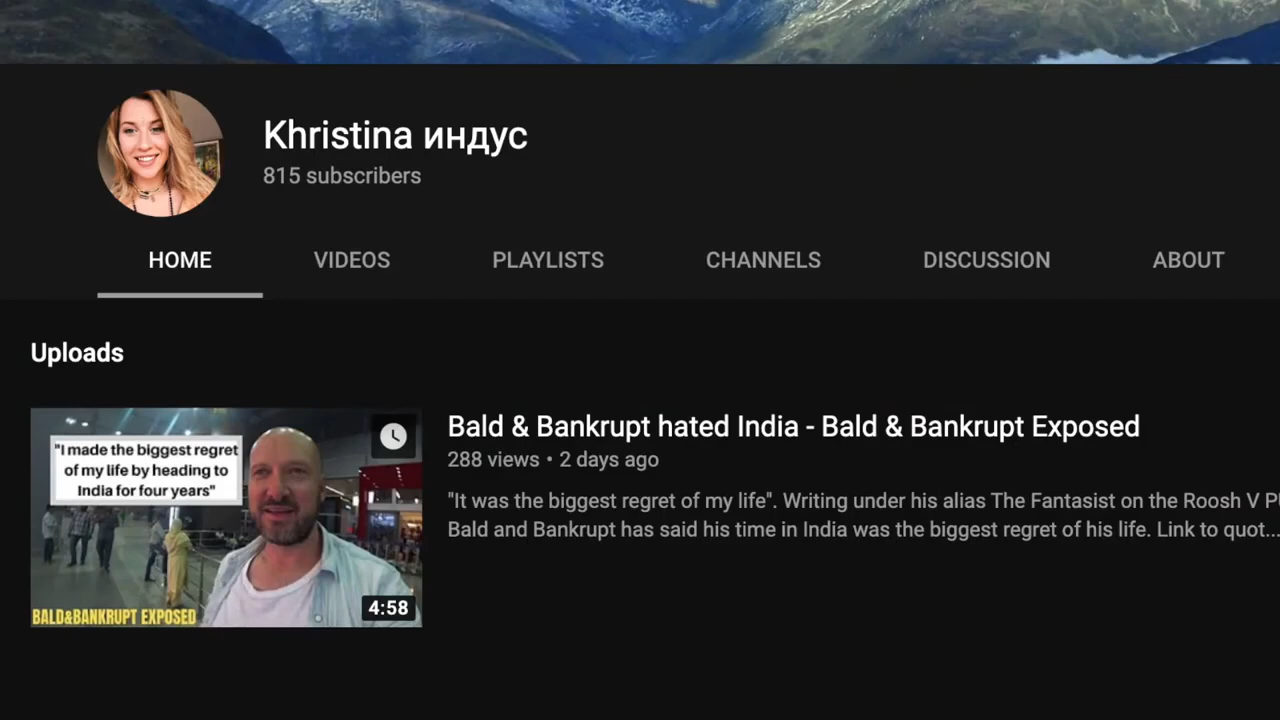 Khristina индус
815 subscribers
HOME VIDEOS PLAYLISTS CHANNELS DISCUSSION ABOUT
Uploads
"I made the biggest regret
of my life by heading to
India for four years"
BALD&BANKRUPT EXPOSED
4:58
Bald & Bankrupt hated India - Bald & Bankrupt Exposed
288 views • 2 days ago
"It was the biggest regret of my life". Writing under his alias The Fantasist on the Roosh V
Bald and Bankrupt has said his time in India was the biggest regret of his life. Link to quot...